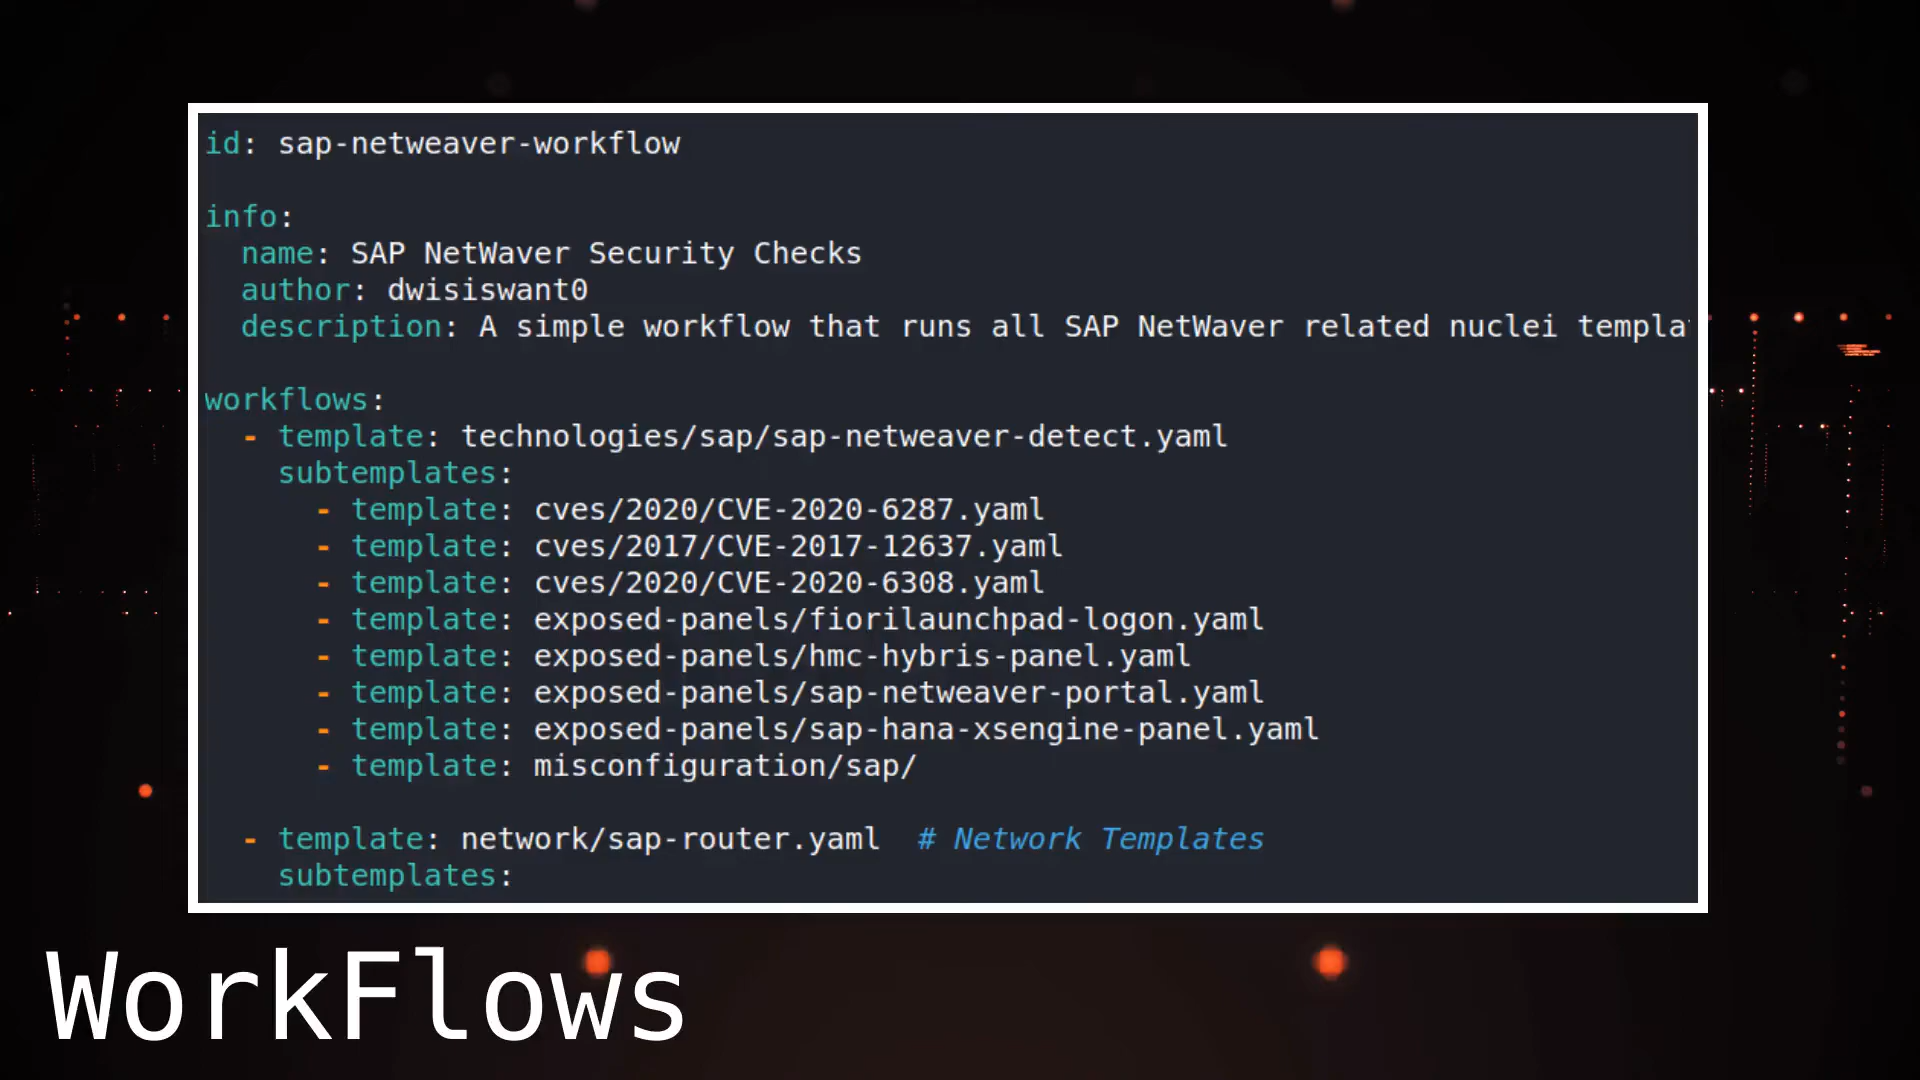 id: sap-netweaver-workflow
info:
name: SAP NetWaver Security Checks
author: dwisiswant0
description: A simple workflow that runs all SAP NetWaver related nuclei templa
workflows:
- template: technologies/sap/sap-netweaver-detect.yaml
subtemplates:
- template: cves/2020/CVE-2020-6287.yaml
- template: cves/2017/CVE-2017-12637.yaml
- template: cves/2020/CVE-2020-6308.yaml
- template: exposed-panels/fiorilaunchpad-logon.yaml
- template: exposed-panels/hmc-hybris-panel.yaml
- template: exposed-panels/sap-netweaver-portal.yaml
- template: exposed-panels/sap-hana-xsengine-panel.yaml
- template: misconfiguration/sap/
- template: network/sap-router.yaml  # Network Templates
subtemplates:
WorkFlows